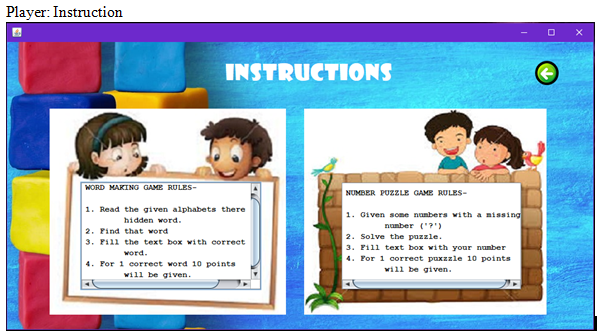 Player: Instruction
INSTRUCTIONS
WORD MAKING GAME RULES-
1. Read the given alphabets there
hidden word.
2. Find that word
3. Fill the text box with correct
word.
4. For 1 correct word 10 points
will be given.
NUMBER PUZZLE GAME RULES-
1. Given some numbers with a missing
number ('?')
2. Solve the puzzle.
3. Fill text box with your number
4. For 1 correct puxzzle 10 points
will be given.